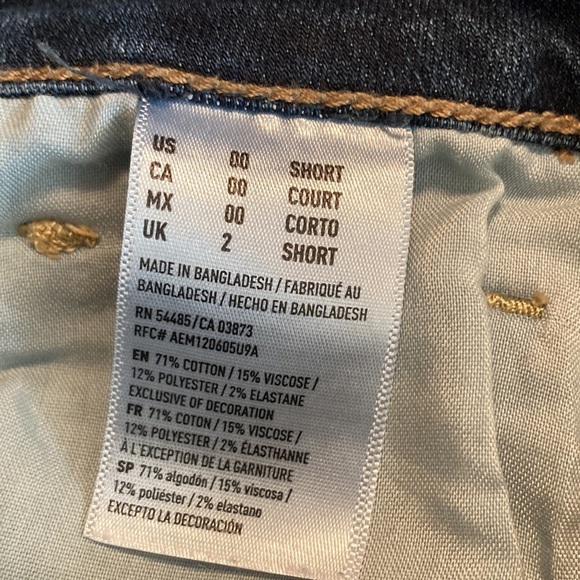 US 00 SHORT
CA 00 COURT
MX 00 CORTO
UK 2 SHORT
MADE IN BANGLADESH / FABRIQUÉ AU
BANGLADESH / HECHO EN BANGLADESH
RN 54485/CA 03873
RFC# AEM120605U9A
EN 71% COTTON / 15% VISCOSE /
12% POLYESTER / 2% ELASTANE
EXCLUSIVE OF DECORATION
FR 71% COTON / 15% VISCOSE /
12% POLYESTER / 2% ÉLASTHANNE
À L'EXCEPTION DE LA GARNITURE
SP 71% algodón / 15% viscosa /
12% poliéster / 2% elastano
EXCEPTO LA DECORACIÓN